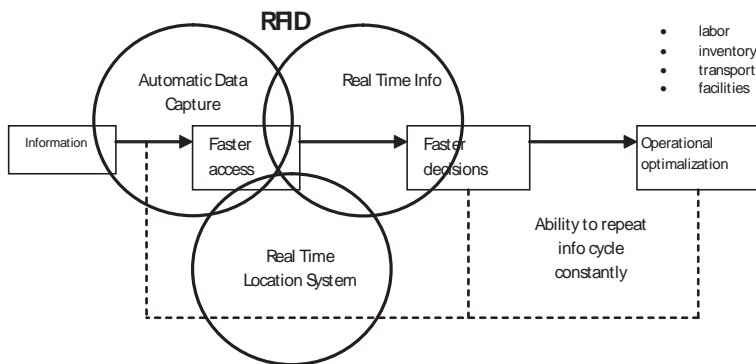 RFID
• labor
• inventory
• transport
• facilities
Automatic Data
Capture
Real Time Info
Information
Faster
access
Faster
decisions
Operational
optimalization
Real Time
Location System
Ability to repeat
info cycle
constantly